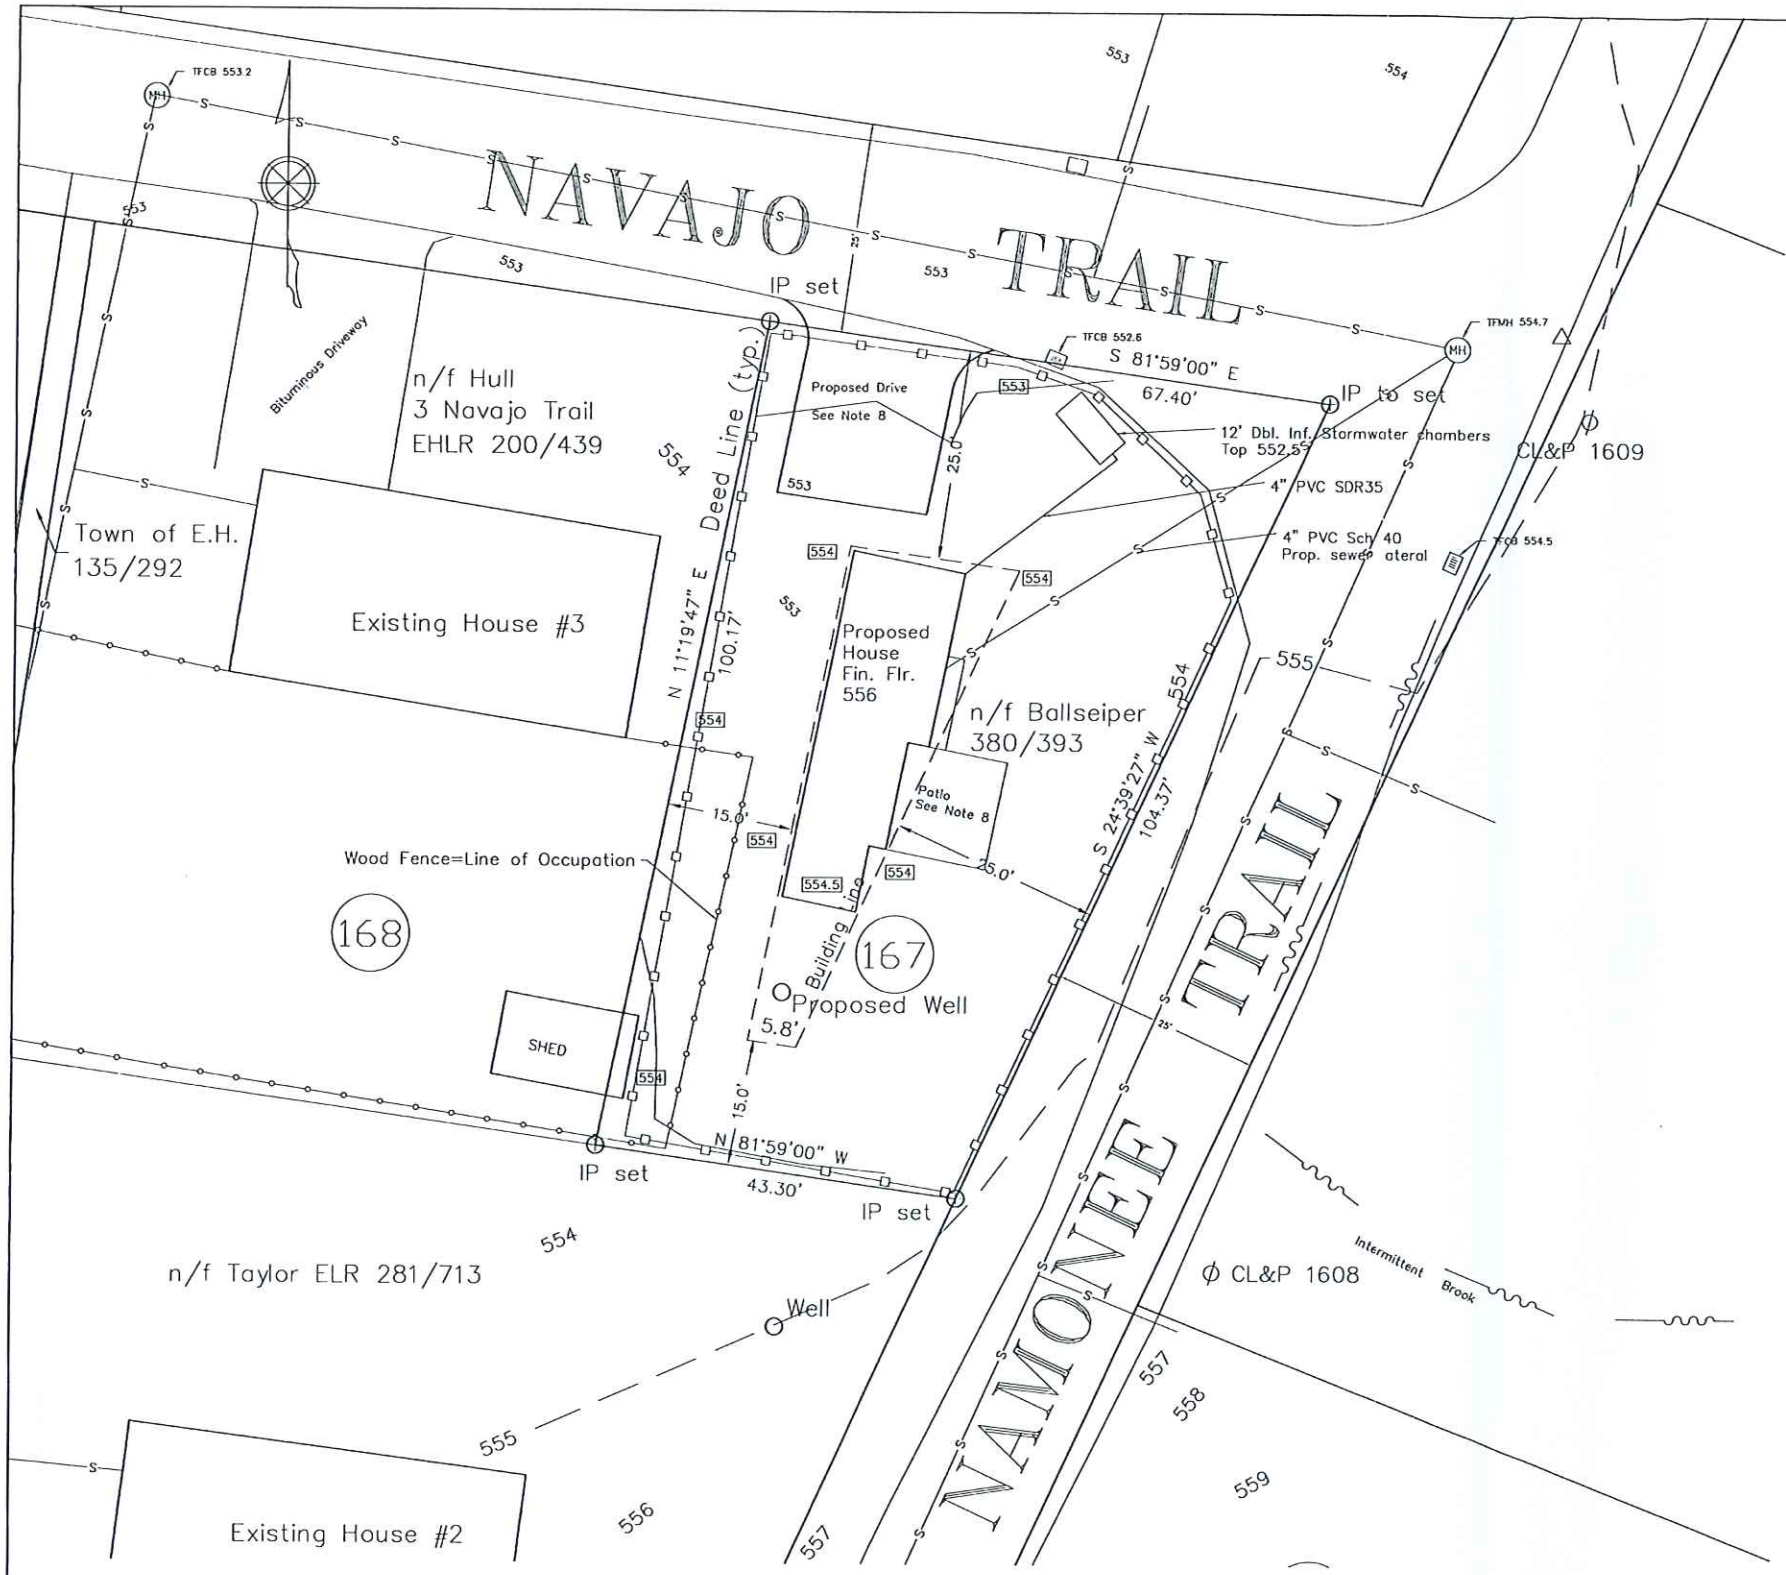 TFCB 553.2
MH
553
554
553
NAVAJO TRAIL
25'
553
553
IP set
TFCB 552.6
TFMH 554.7
MH
S 81°59'00" E
67.40'
IP to set
553
Bituminous Driveway
n/f Hull
3 Navajo Trail
EHLR 200/439
554
Deed Line (typ.)
Proposed Drive
See Note 8
553
25.0'
12' Dbl. Inf. Stormwater chambers
Top 552.5
CL&P 1609
4" PVC SDR35
4" PVC Sch 40
Prop. sewer ateral
TFCB 554.5
Town of E.H.
135/292
Existing House #3
N 11°19'47" E
100.17'
554
553
554
Proposed
House
Fin. Flr.
556
n/f Ballseiper
380/393
554
555
554
Patio
See Note 8
S 24°39'27" W
104.37'
15.0'
554
Wood Fence=Line of Occupation
554.5
554
25.0'
168
167
Building Line
Proposed Well
5.8'
SHED
554
15.0'
25'
N 81°59'00" W
43.30'
IP set
IP set
NAMONEE TRAIL
554
n/f Taylor ELR 281/713
Well
CL&P 1608
Intermittent
Brook
555
557
558
559
556
557
Existing House #2
S